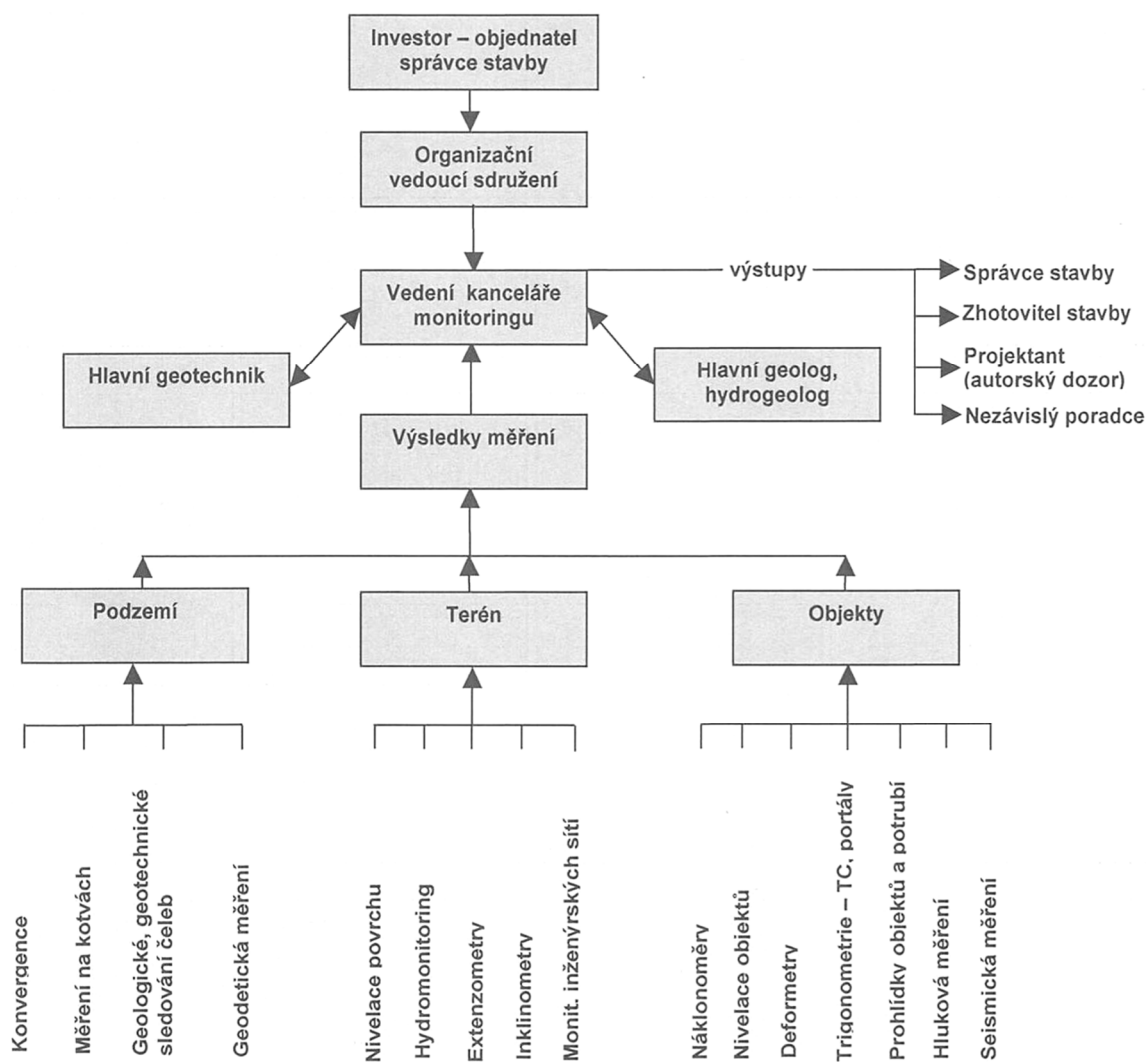 Investor – objednatel
správce stavby
Organizační
vedoucí sdružení
Vedení kanceláře
monitoringu
výstupy
Správce stavby
Zhotovitel stavby
Projektant
(autorský dozor)
Nezávislý poradce
Hlavní geotechnik
Hlavní geolog,
hydrogeolog
Výsledky měření
Podzemí
Terén
Objekty
Konvergence
Měření na kotvách
Geologické, geotechnické
sledování čeleb
Geodetická měření
Nivelace povrchu
Hydromonitoring
Extenzometry
Inklinometry
Monit. inženýrských sítí
Náklonoměry
Nivelace objektů
Deformetry
Trigonometrie – TC, portály
Prohlídky objektů a potrubí
Hluková měření
Seismická měření